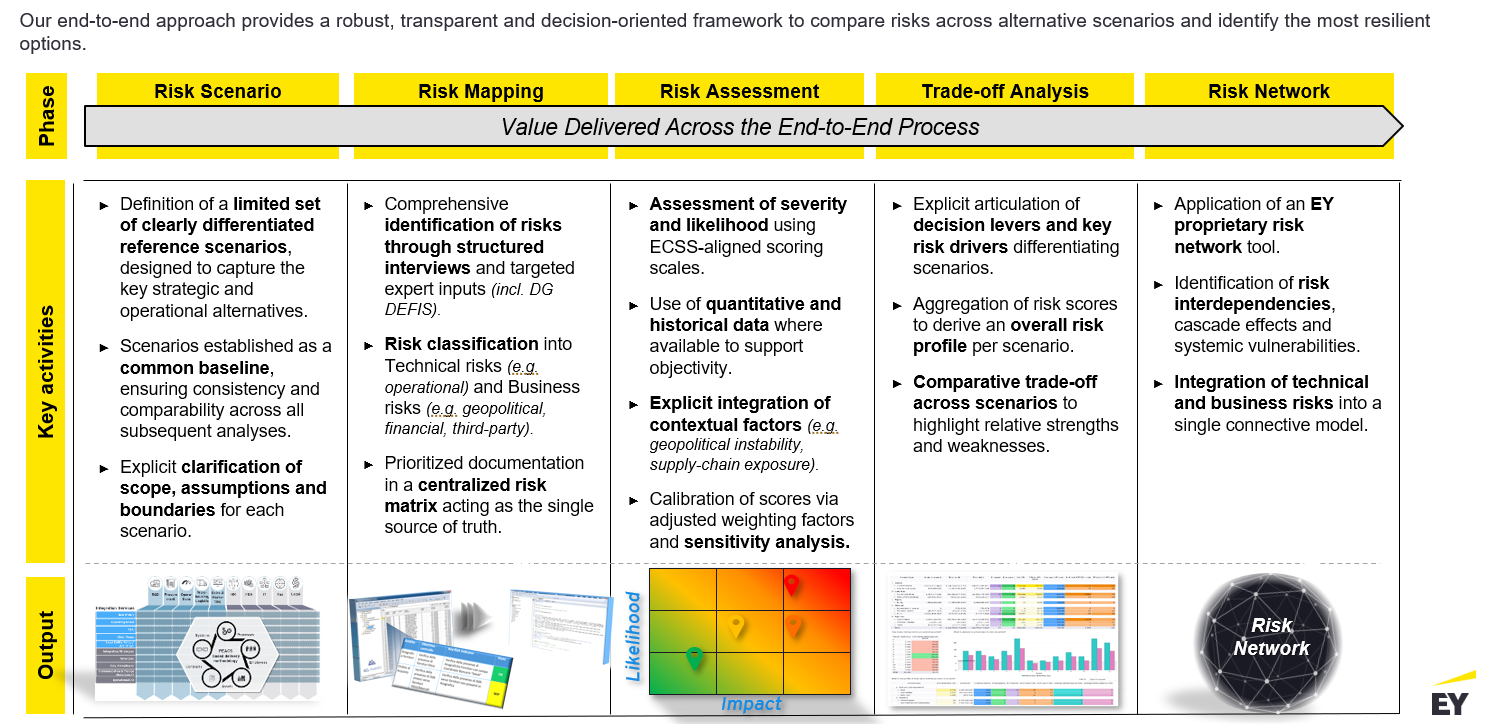 Our end-to-end approach provides a robust, transparent and decision-oriented framework to compare risks across alternative scenarios and identify the most resilient
options.
Phase
Risk Scenario
Risk Mapping
Risk Assessment
Trade-off Analysis
Risk Network
Value Delivered Across the End-to-End Process
Key activities
► Definition of a limited set
of clearly differentiated
reference scenarios,
designed to capture the
key strategic and
operational alternatives.
► Scenarios established as a
common baseline,
ensuring consistency and
comparability across all
subsequent analyses.
► Explicit clarification of
scope, assumptions and
boundaries for each
scenario.
► Comprehensive
identification of risks
through structured
interviews and targeted
expert inputs (incl. DG
DEFIS).
► Risk classification into
Technical risks (e.g.
operational) and Business
risks (e.g. geopolitical,
financial, third-party).
► Prioritized documentation
in a centralized risk
matrix acting as the single
source of truth.
► Assessment of severity
and likelihood using
ECSS-aligned scoring
scales.
► Use of quantitative and
historical data where
available to support
objectivity.
► Explicit integration of
contextual factors (e.g.
geopolitical instability,
supply-chain exposure).
► Calibration of scores via
adjusted weighting factors
and sensitivity analysis.
► Explicit articulation of
decision levers and key
risk drivers differentiating
scenarios.
► Aggregation of risk scores
to derive an overall risk
profile per scenario.
► Comparative trade-off
across scenarios to
highlight relative strengths
and weaknesses.
► Application of an EY
proprietary risk
network tool.
► Identification of risk
interdependencies,
cascade effects and
systemic vulnerabilities.
► Integration of technical
and business risks into a
single connective model.
Output
Integration Services
Likelihood
Impact
Risk
Network
EY